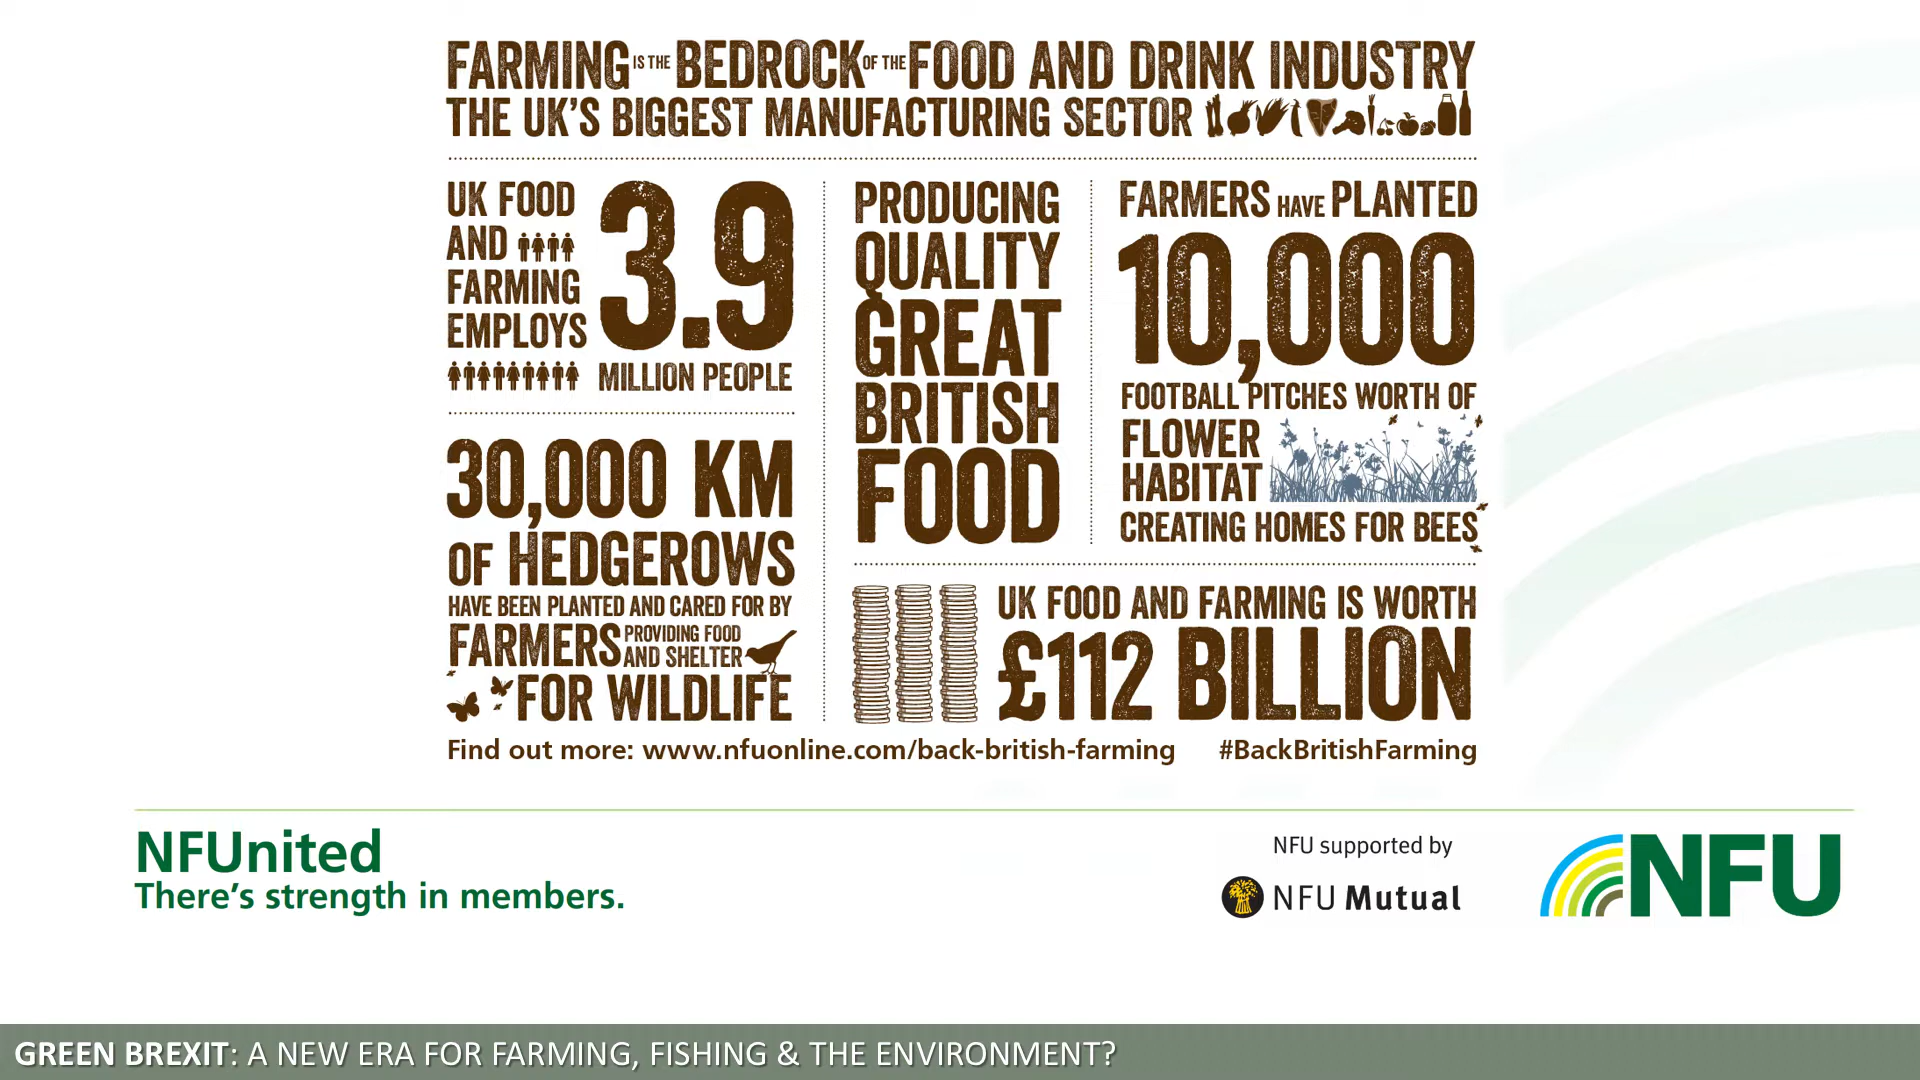 FARMING IS THE BEDROCK OF THE FOOD AND DRINK INDUSTRY
THE UK'S BIGGEST MANUFACTURING SECTOR
UK FOOD
AND
FARMING
EMPLOYS
3.9
MILLION PEOPLE
30,000 KM
OF HEDGEROWS
HAVE BEEN PLANTED AND CARED FOR BY
FARMERS PROVIDING FOOD
AND SHELTER
FOR WILDLIFE
PRODUCING
QUALITY
GREAT
BRITISH
FOOD
FARMERS HAVE PLANTED
10,000
FOOTBALL PITCHES WORTH OF
FLOWER
HABITAT
CREATING HOMES FOR BEES
UK FOOD AND FARMING IS WORTH
£112 BILLION
Find out more: www.nfuonline.com/back-british-farming #BackBritishFarming
NFUnited
There's strength in members.
NFU supported by
NFU Mutual
NFU
GREEN BREXIT: A NEW ERA FOR FARMING, FISHING & THE ENVIRONMENT?